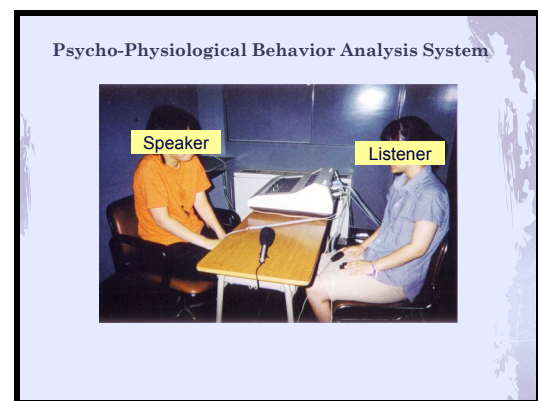 Psycho-Physiological Behavior Analysis System
Speaker
Listener